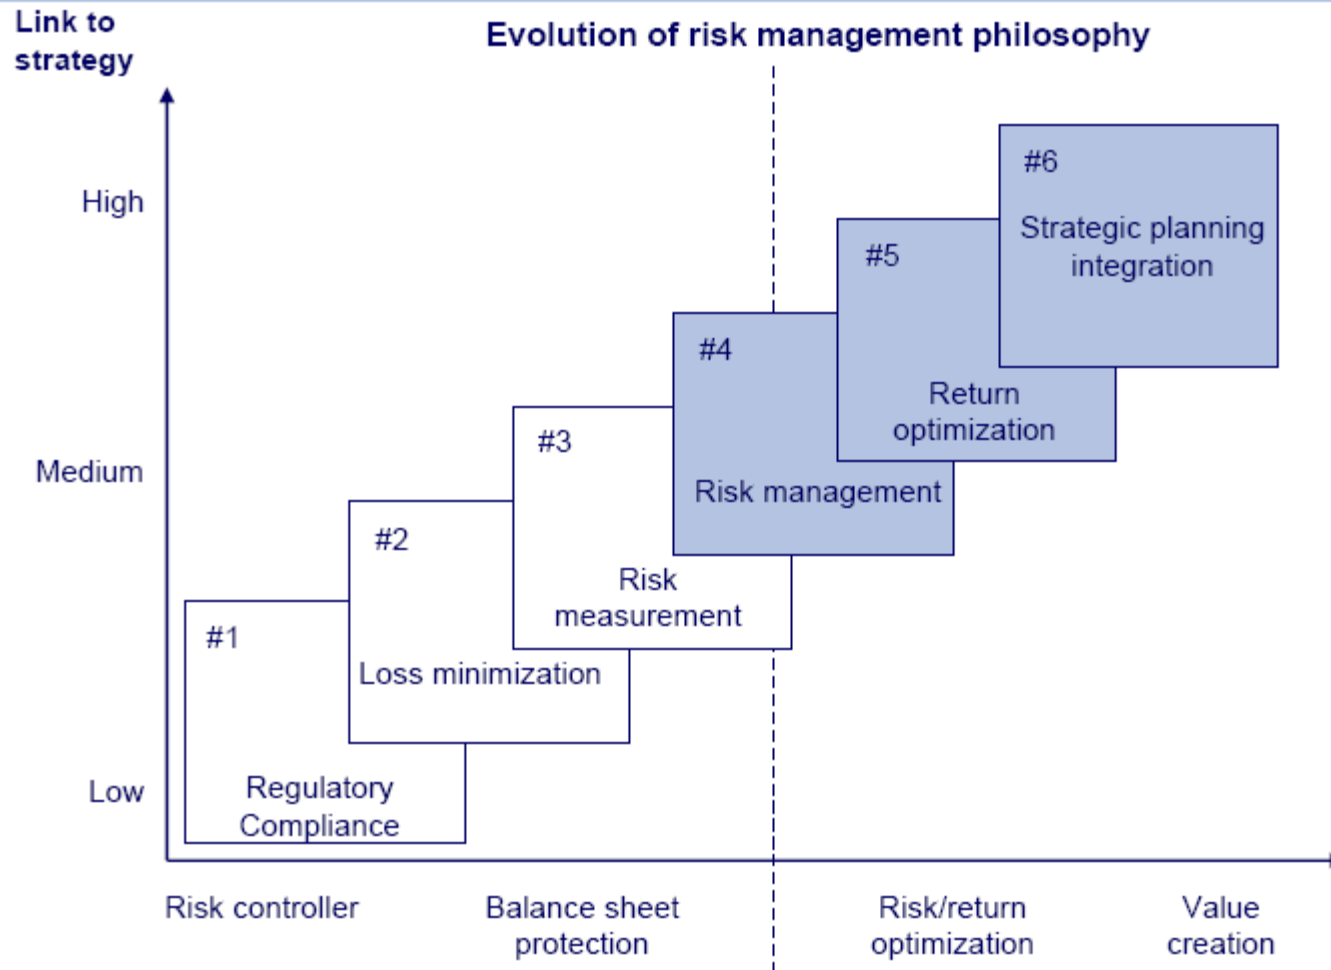 Link to
strategy
Evolution of risk management philosophy
High
Medium
Low
#6
Strategic planning
integration
#5
Return
optimization
#4
Risk management
#3
Risk
measurement
#2
Loss minimization
#1
Regulatory
Compliance
Risk controller
Balance sheet
protection
Risk/return
optimization
Value
creation